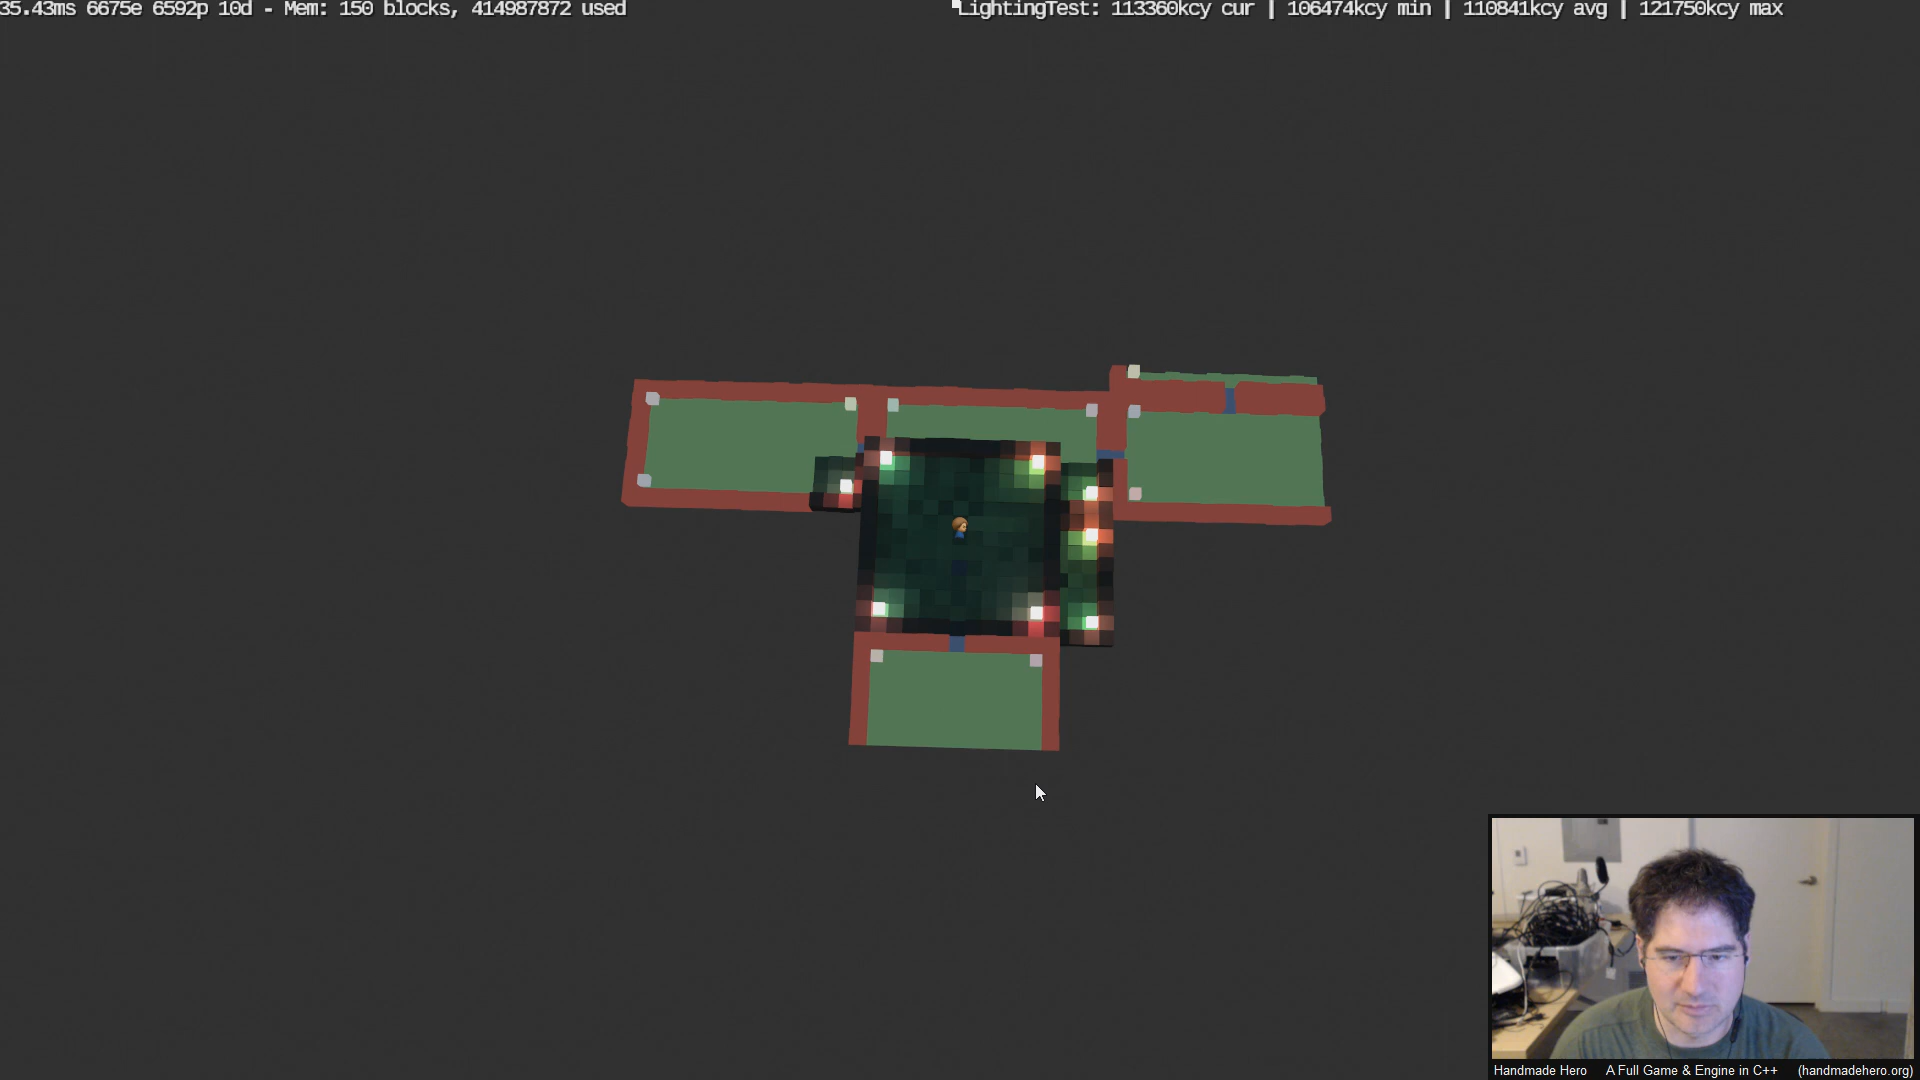 35.43ms 6675e 6592p 10d - Mem: 150 blocks, 414987872 used
LightingTest: 113360kcy cur | 106474kcy min | 110841kcy avg | 121750kcy max
Handmade Hero A Full Game & Engine in C++ (handmadehero.org)